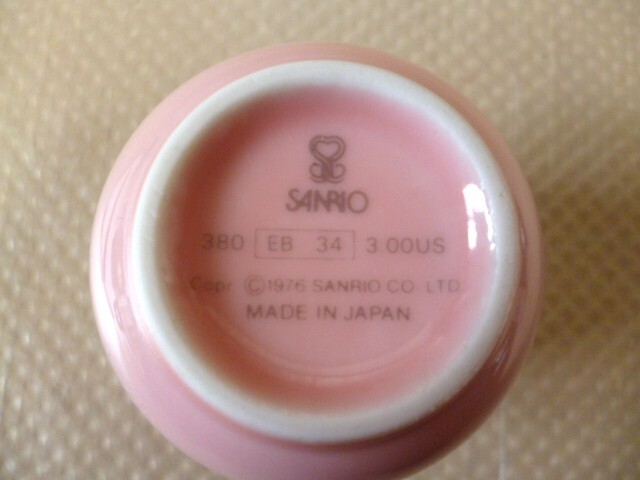 SANRIO
380 EB 34 3.00US
Copr. ©1976 SANRIO CO. LTD.
MADE IN JAPAN